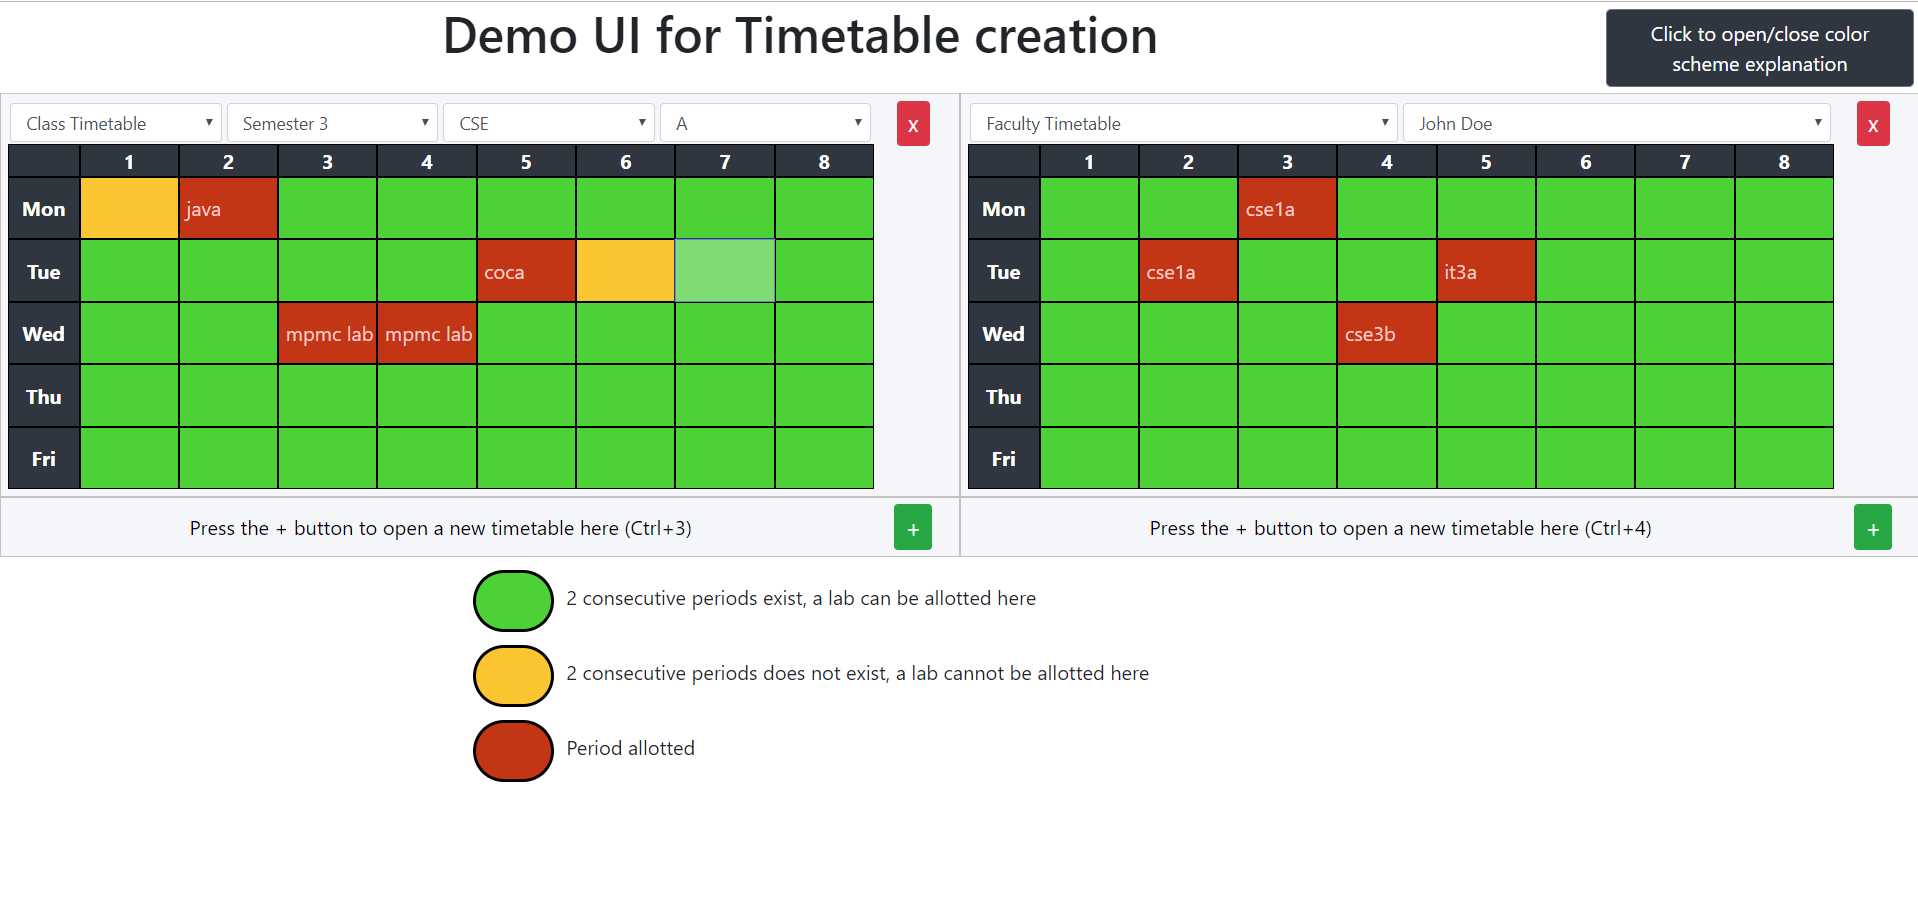 Demo UI for Timetable creation
Click to open/close color
scheme explanation
Class Timetable Semester 3 CSE A x
1 2 3 4 5 6 7 8
Mon java
Tue coca
Wed mpmc lab mpmc lab
Thu
Fri
Faculty Timetable John Doe x
1 2 3 4 5 6 7 8
Mon cse1a
Tue cse1a it3a
Wed cse3b
Thu
Fri
Press the + button to open a new timetable here (Ctrl+3) +
Press the + button to open a new timetable here (Ctrl+4) +
2 consecutive periods exist, a lab can be allotted here
2 consecutive periods does not exist, a lab cannot be allotted here
Period allotted